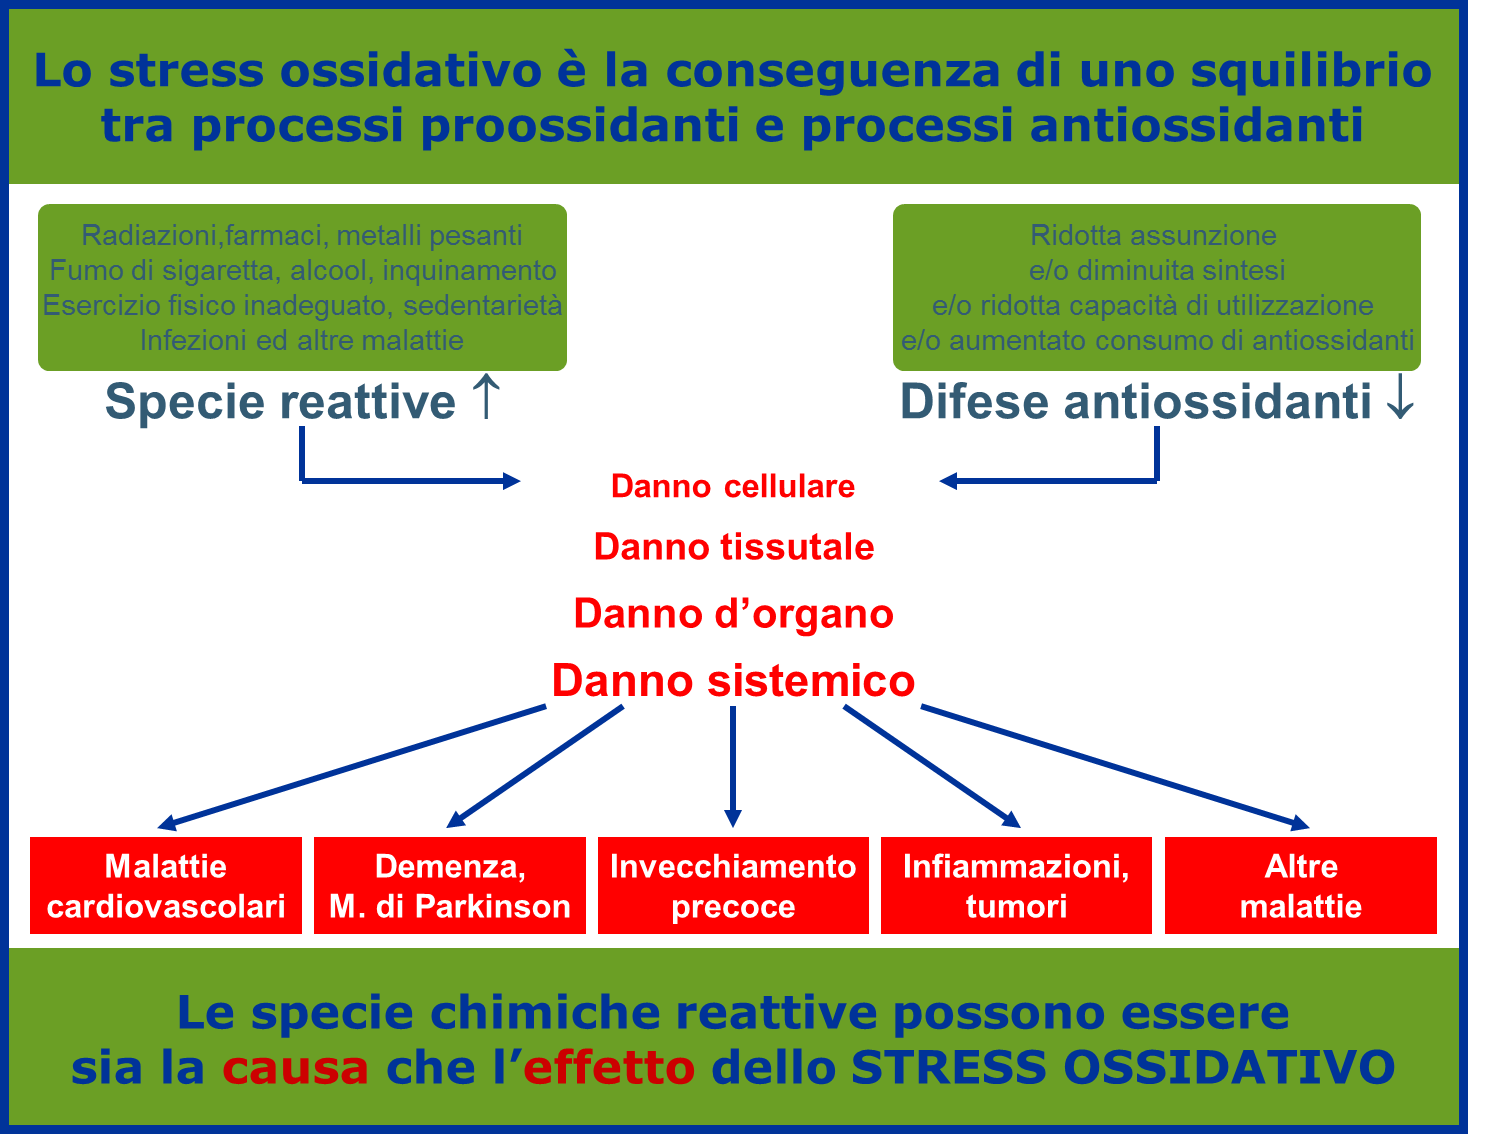 Lo stress ossidativo è la conseguenza di uno squilibrio
tra processi proossidanti e processi antiossidanti
Radiazioni,farmaci, metalli pesanti
Fumo di sigaretta, alcool, inquinamento
Esercizio fisico inadeguato, sedentarietà
Infezioni ed altre malattie
Specie reattive ↑
Ridotta assunzione
e/o diminuita sintesi
e/o ridotta capacità di utilizzazione
e/o aumentato consumo di antiossidanti
Difese antiossidanti ↓
Danno cellulare
Danno tissutale
Danno d’organo
Danno sistemico
Malattie
cardiovascolari
Demenza,
M. di Parkinson
Invecchiamento
precoce
Infiammazioni,
tumori
Altre
malattie
Le specie chimiche reattive possono essere
sia la causa che l’effetto dello STRESS OSSIDATIVO